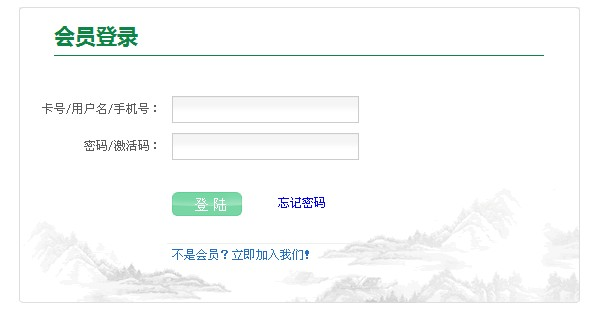 会员登录
卡号/用户名/手机号：
密码/激活码：
登 陆 忘记密码
不是会员？立即加入我们！